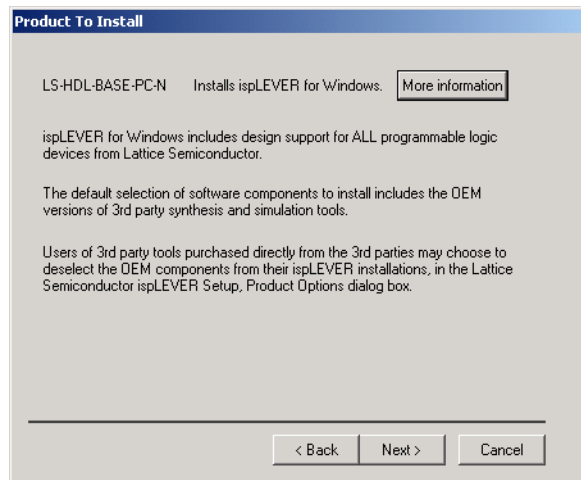 Product To Install
LS-HDL-BASE-PC-N Installs ispLEVER for Windows. More information
ispLEVER for Windows includes design support for ALL programmable logic
devices from Lattice Semiconductor.
The default selection of software components to install includes the OEM
versions of 3rd party synthesis and simulation tools.
Users of 3rd party tools purchased directly from the 3rd parties may choose to
deselect the OEM components from their ispLEVER installations, in the Lattice
Semiconductor ispLEVER Setup, Product Options dialog box.
< Back Next > Cancel